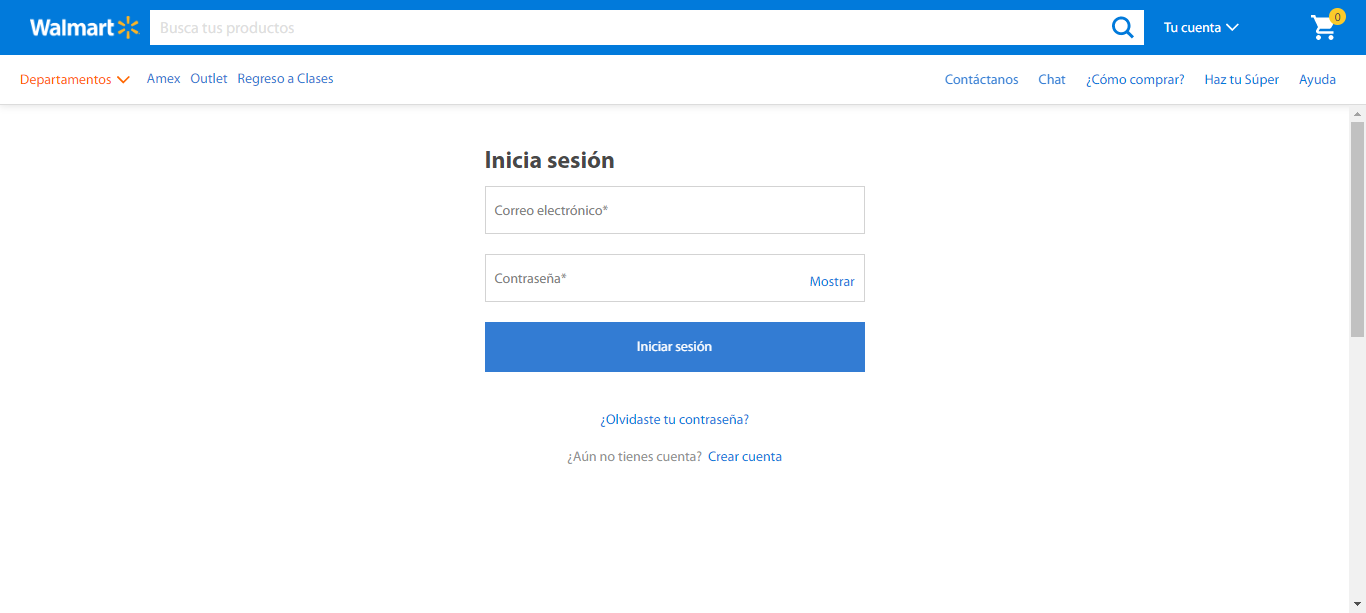 Walmart Busca tus productos Tu cuenta 0
Departamentos Amex Outlet Regreso a Clases Contáctanos Chat ¿Cómo comprar? Haz tu Súper Ayuda
Inicia sesión
Correo electrónico*
Contraseña* Mostrar
Iniciar sesión
¿Olvidaste tu contraseña?
¿Aún no tienes cuenta? Crear cuenta